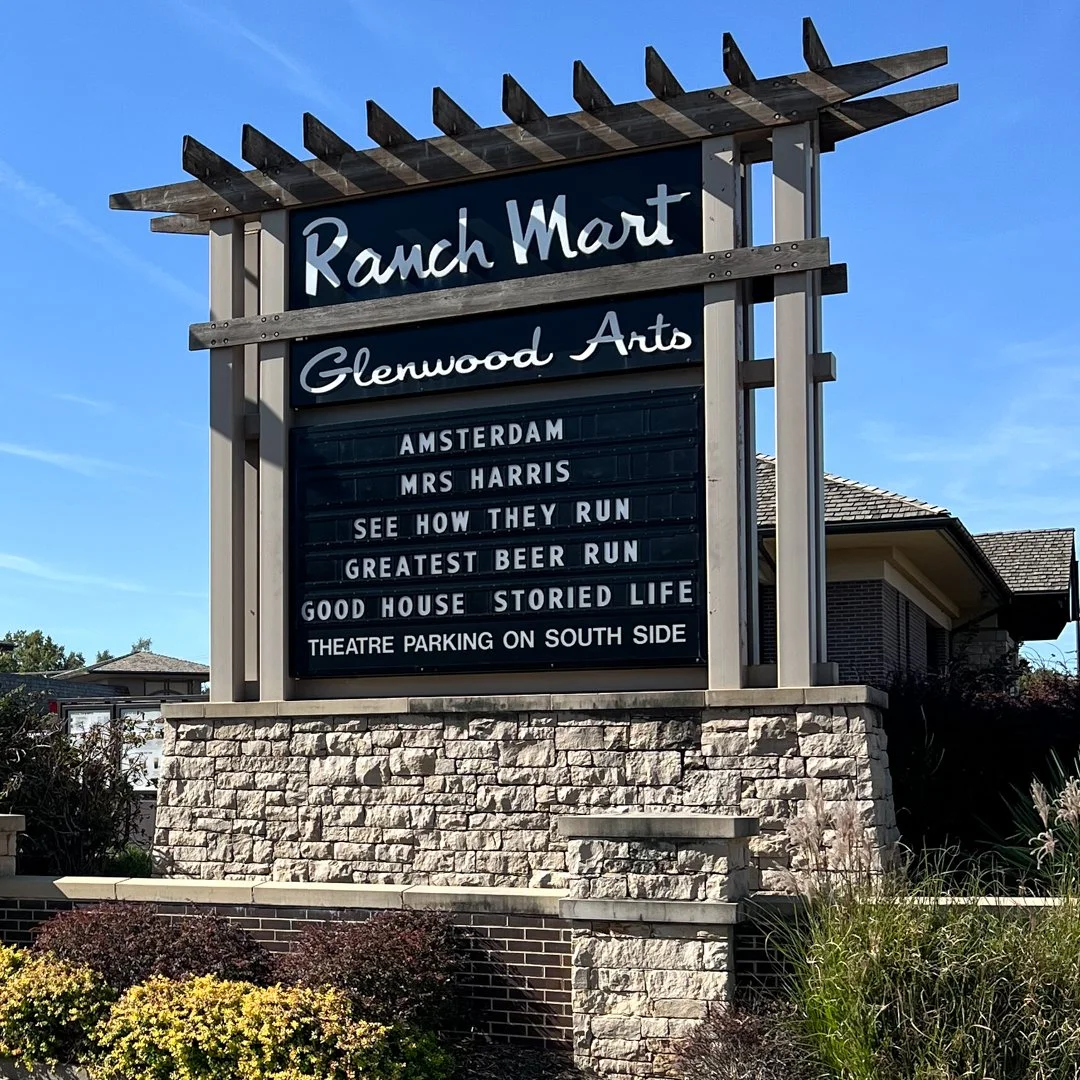 Ranch Mart
Glenwood Arts
AMSTERDAM
MRS HARRIS
SEE HOW THEY RUN
GREATEST BEER RUN
GOOD HOUSE STORIED LIFE
THEATRE PARKING ON SOUTH SIDE